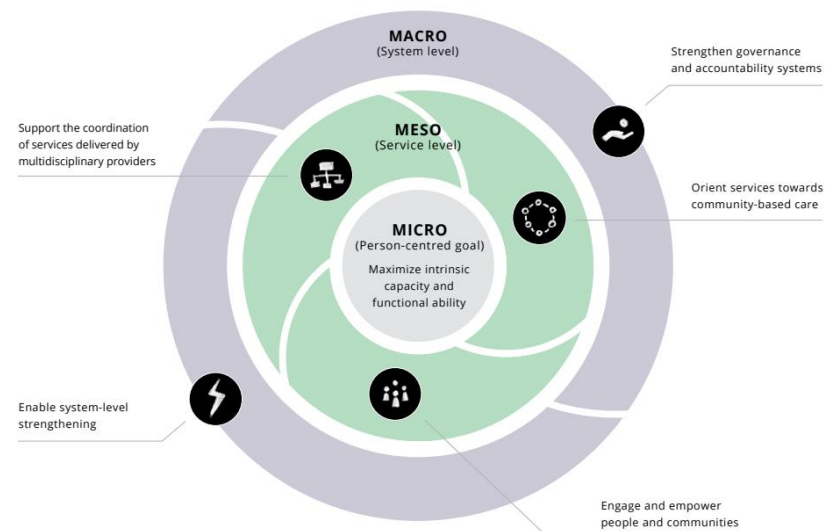 MACRO
(System level)
Strengthen governance
and accountability systems
Support the coordination
of services delivered by
multidisciplinary providers
MESO
(Service level)
Orient services towards
community-based care
MICRO
(Person-centred goal)
Maximize intrinsic
capacity and
functional ability
Enable system-level
strengthening
Engage and empower
people and communities